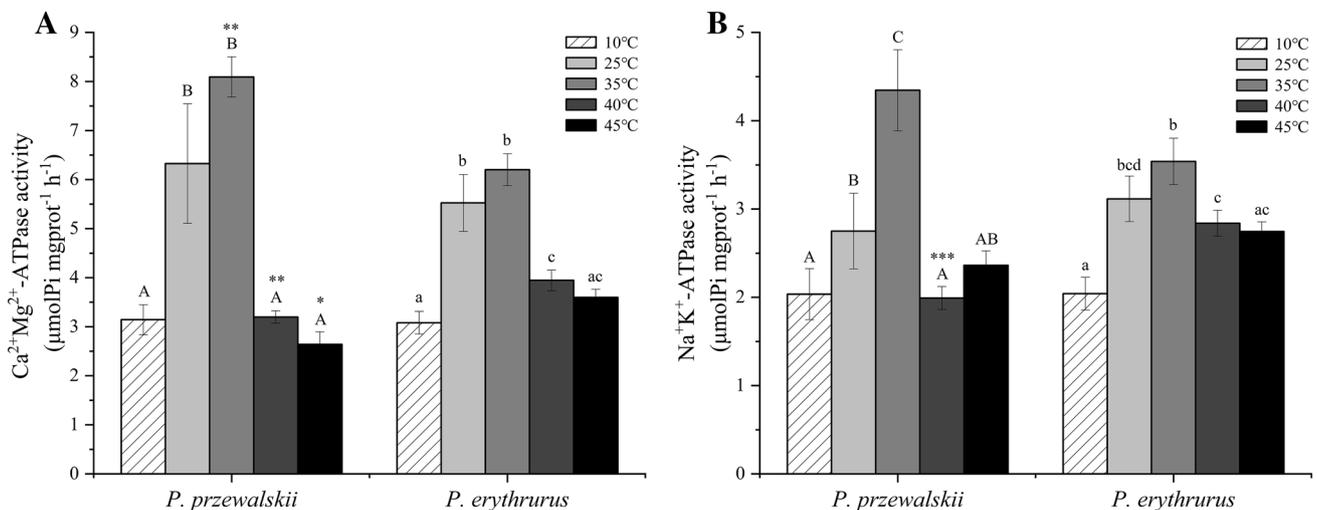 A
Ca2+Mg2+-ATPase activity
(μmolPi mgprot-1 h-1)
9
8
7
6
5
4
3
2
1
0
10℃
25℃
35℃
40℃
45℃
A
B
**
B
**
A
*
A
a
b
b
c
ac
P. przewalskii
P. erythrurus
B
Na+K+-ATPase activity
(μmolPi mgprot-1 h-1)
5
4
3
2
1
0
10℃
25℃
35℃
40℃
45℃
A
B
C
***
A
AB
a
bcd
b
c
ac
P. przewalskii
P. erythrurus